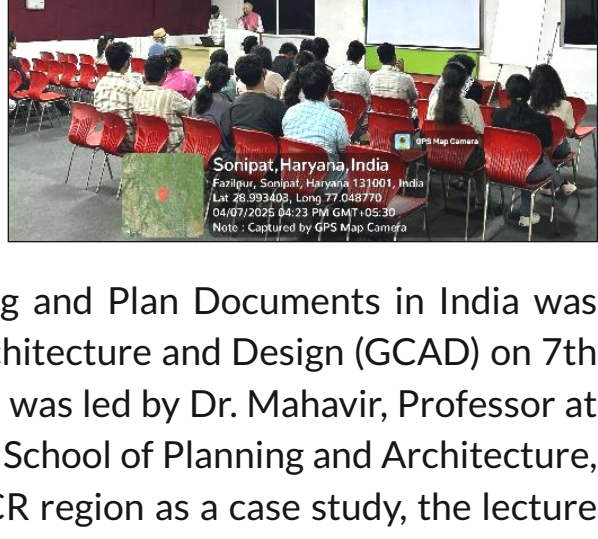 GPS Map Camera
Sonipat,Haryana,India
Fazilpur, Sonipat, Haryana 131001, India
Lat 28.993403, Long 77.048770
04/07/2025 04:23 PM GMT+05:30
Note : Captured by GPS Map Camera
g and Plan Documents in India was
chitecture and Design (GCAD) on 7th
was led by Dr. Mahavir, Professor at
School of Planning and Architecture,
CR region as a case study, the lecture